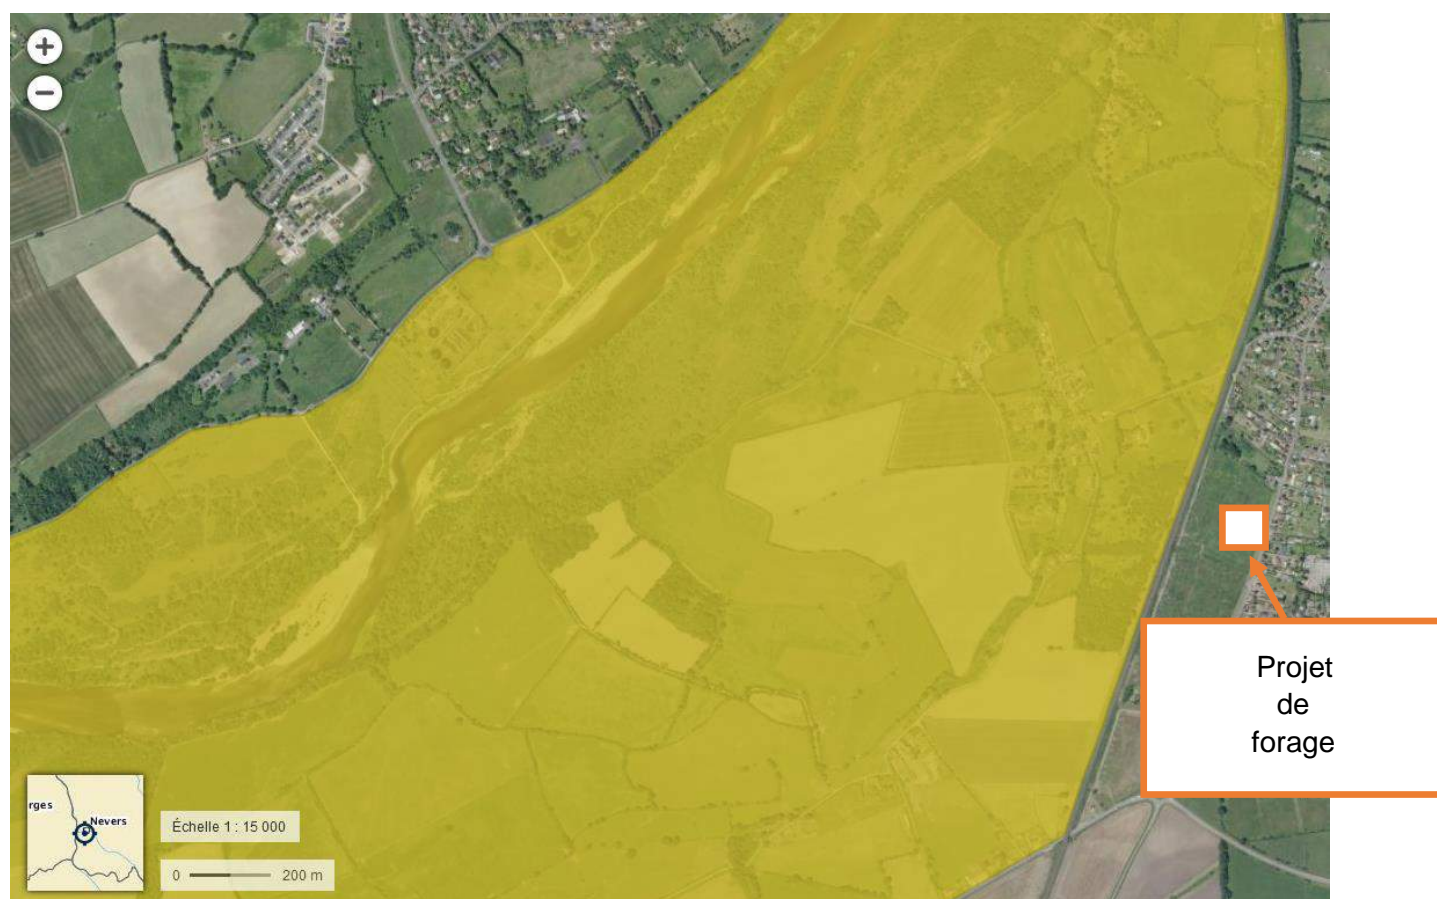 +
−
Projet
de
forage
rges
Nevers
Échelle 1 : 15 000
0 200 m